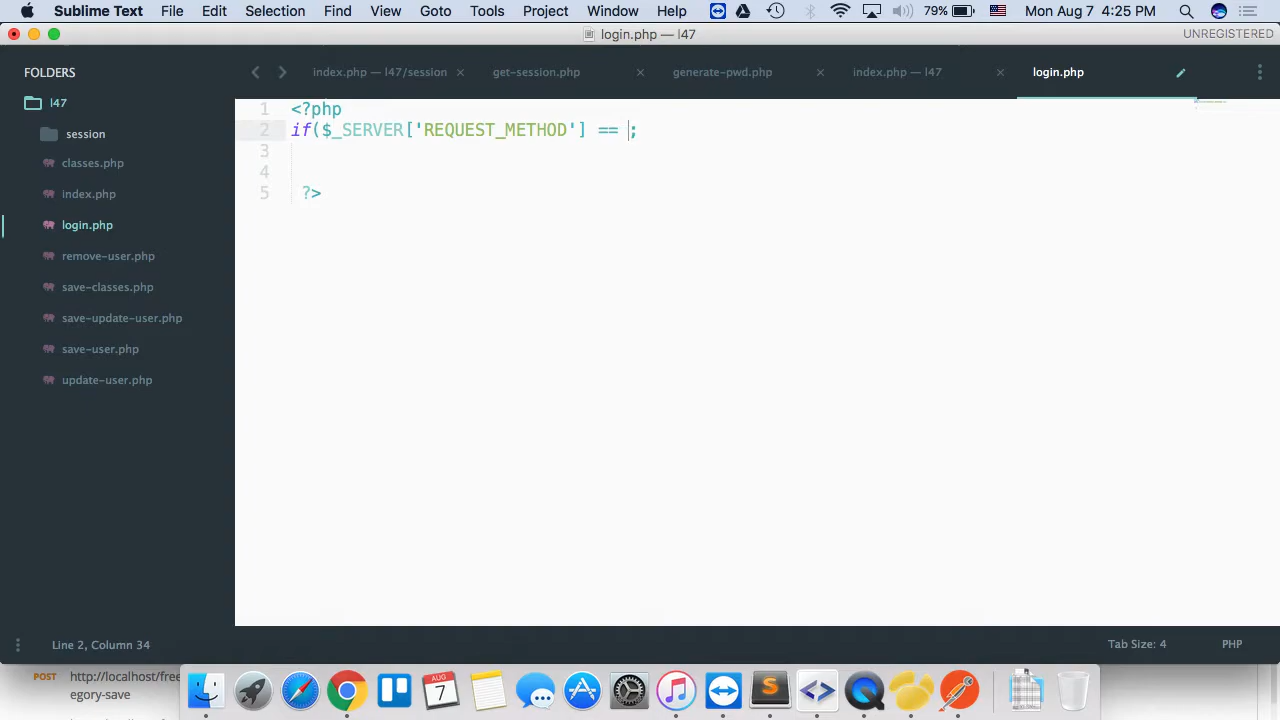 Sublime Text File Edit Selection Find View Goto Tools Project Window Help 79% Mon Aug 7 4:25 PM
login.php — l47 UNREGISTERED
FOLDERS
l47
session
classes.php
index.php
login.php
remove-user.php
save-classes.php
save-update-user.php
save-user.php
update-user.php
index.php — l47/session get-session.php generate-pwd.php index.php — l47 login.php
1 <?php
2 if($_SERVER['REQUEST_METHOD'] == ;
3
4
5 ?>
Line 2, Column 34 Tab Size: 4 PHP
POST http://localhost/free
egory-save
AUG
7